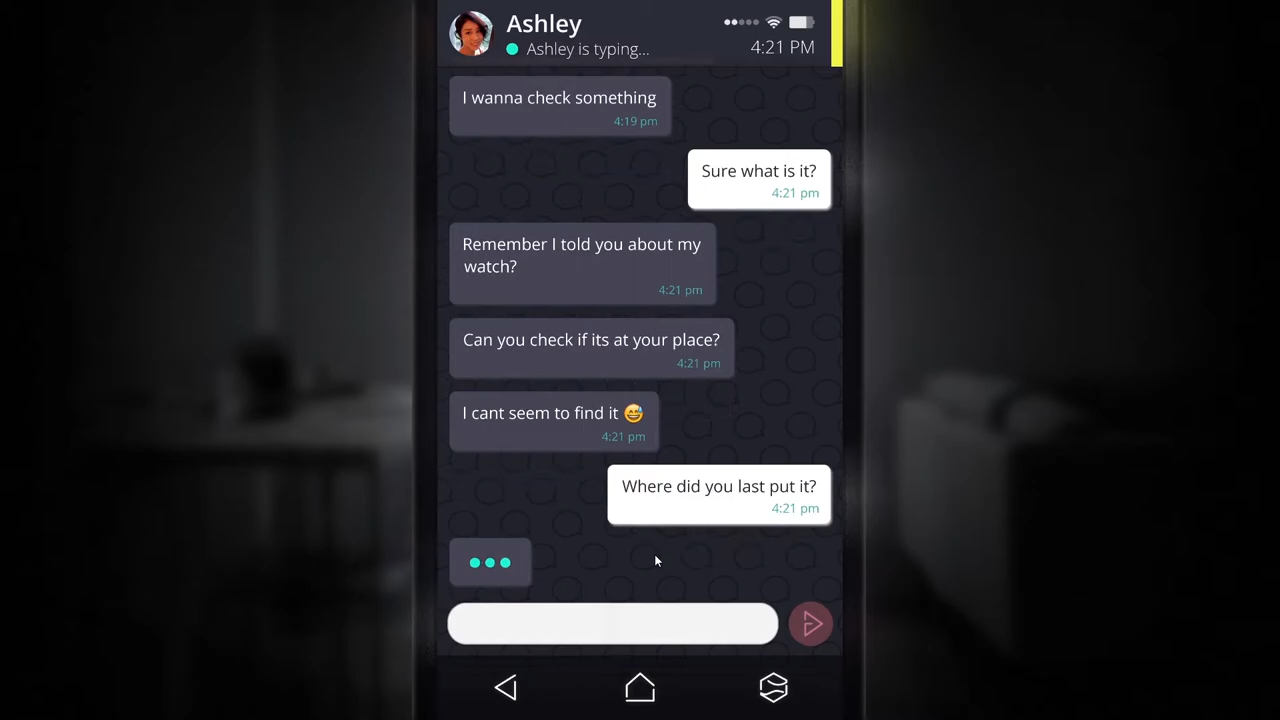 Ashley
Ashley is typing...
4:21 PM
I wanna check something
4:19 pm
Sure what is it?
4:21 pm
Remember I told you about my
watch?
4:21 pm
Can you check if its at your place?
4:21 pm
I cant seem to find it 😅
4:21 pm
Where did you last put it?
4:21 pm